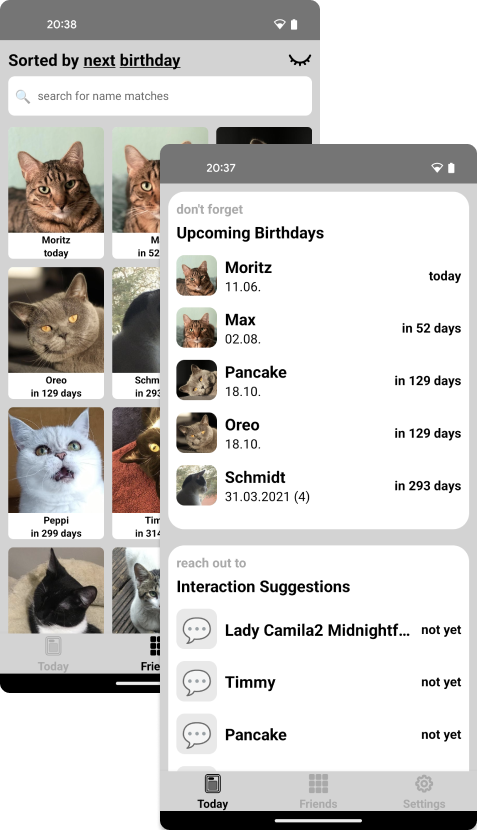 20:38
Sorted by next birthday
search for name matches
Moritz
today
M
in 52
Oreo
in 129 days
Schm
in 293
Peppi
in 299 days
Tim
in 314
Today
Frie
20:37
don't forget
Upcoming Birthdays
Moritz
11.06.
today
Max
02.08.
in 52 days
Pancake
18.10.
in 129 days
Oreo
18.10.
in 129 days
Schmidt
31.03.2021 (4)
in 293 days
reach out to
Interaction Suggestions
Lady Camila2 Midnightf... not yet
Timmy not yet
Pancake not yet
Today Friends Settings